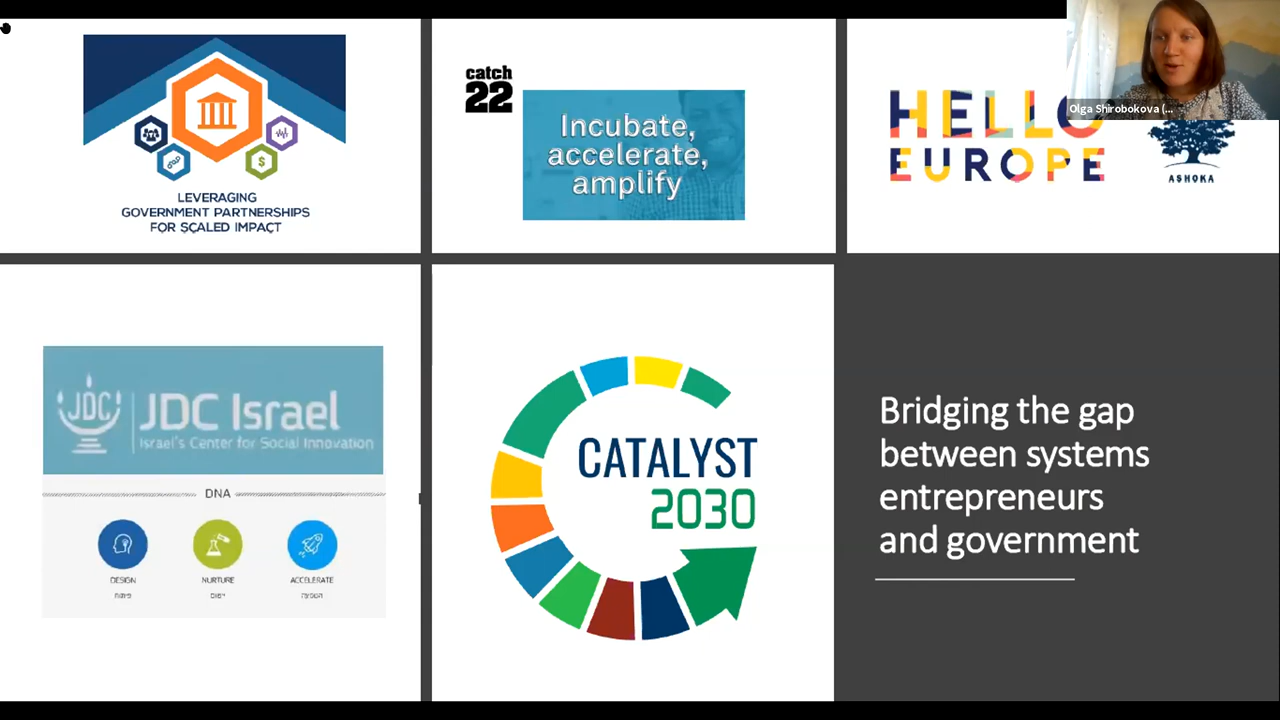 LEVERAGING
GOVERNMENT PARTNERSHIPS
FOR SCALED IMPACT
catch
22
Incubate,
accelerate,
amplify
HELLO
EUROPE
ASHOKA
Olga Shirobokova (...
JDC
JDC Israel
Israel's Center for Social Innovation
DNA
DESIGN
NURTURE
ACCELERATE
CATALYST
2030
Bridging the gap
between systems
entrepreneurs
and government